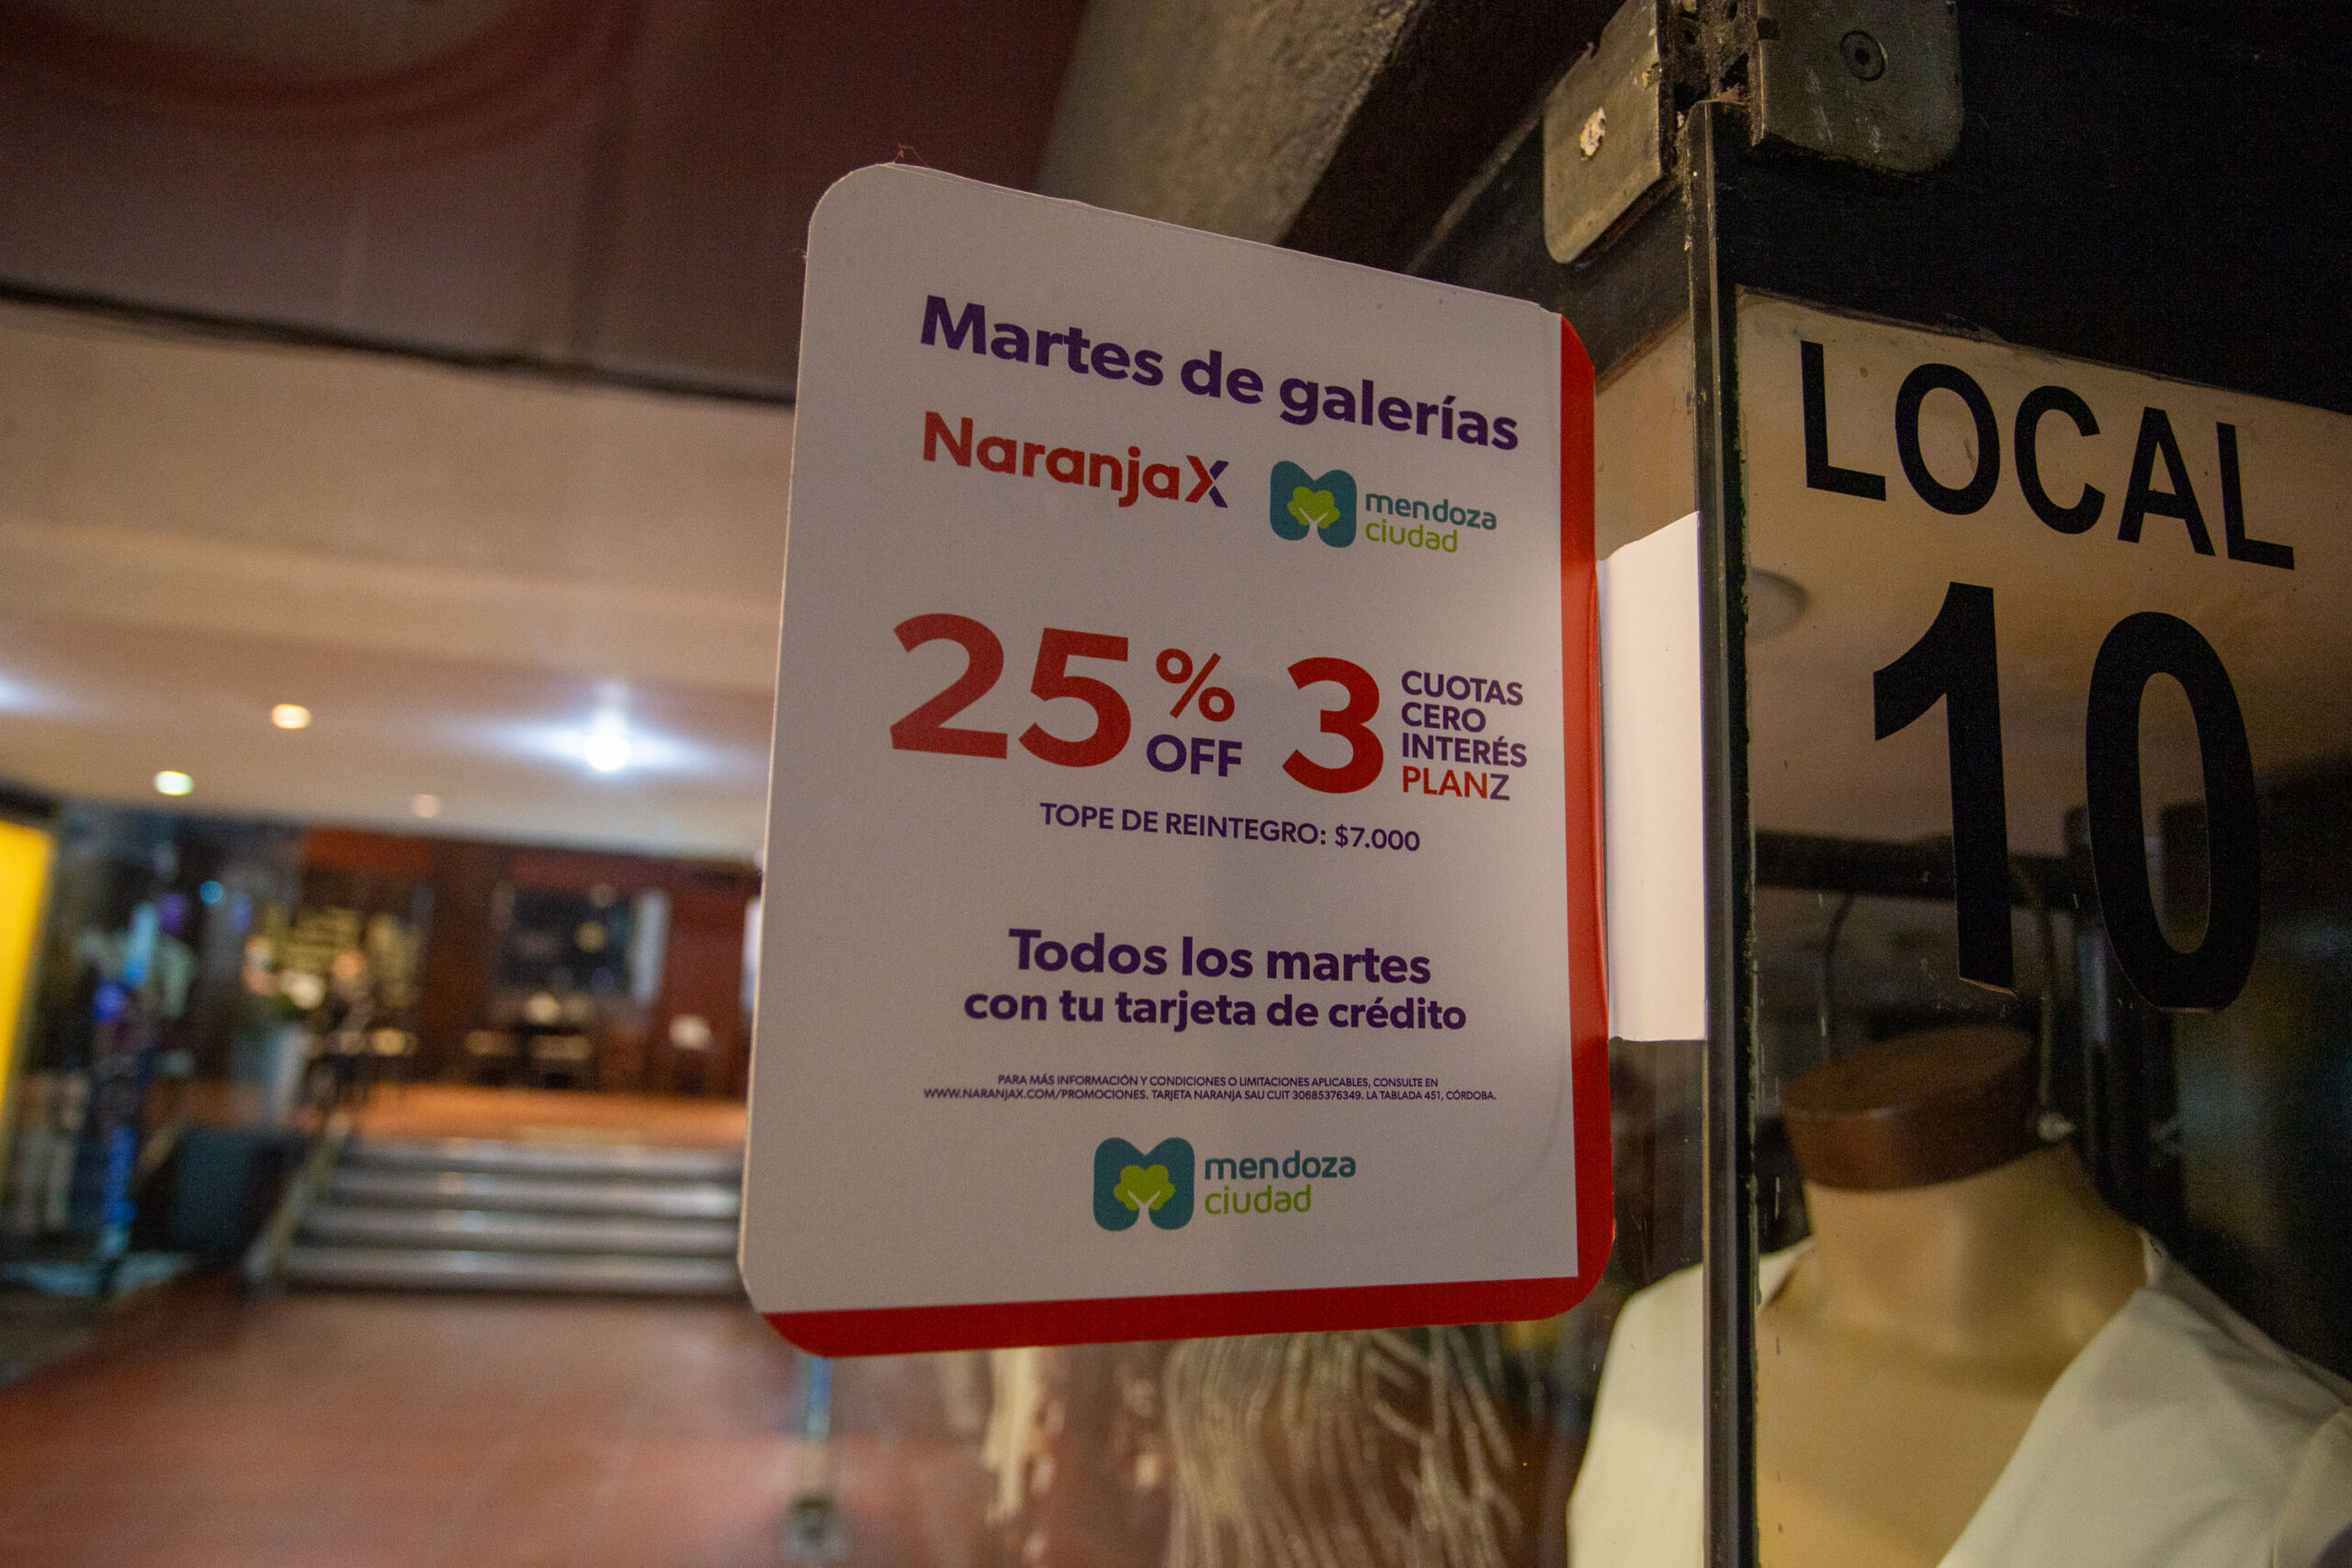 Martes de galerías
NaranjaX
mendoza
ciudad
25%
OFF
3
CUOTAS
CERO
INTERÉS
PLANZ
TOPE DE REINTEGRO: $7.000
Todos los martes
con tu tarjeta de crédito
PARA MÁS INFORMACIÓN Y CONDICIONES O LIMITACIONES APLICABLES, CONSULTE EN
WWW.NARANJAX.COM/PROMOCIONES. TARJETA NARANJA SAU CUIT 30685376349. LA TABLADA 451, CÓRDOBA.
mendoza
ciudad
LOCAL
10